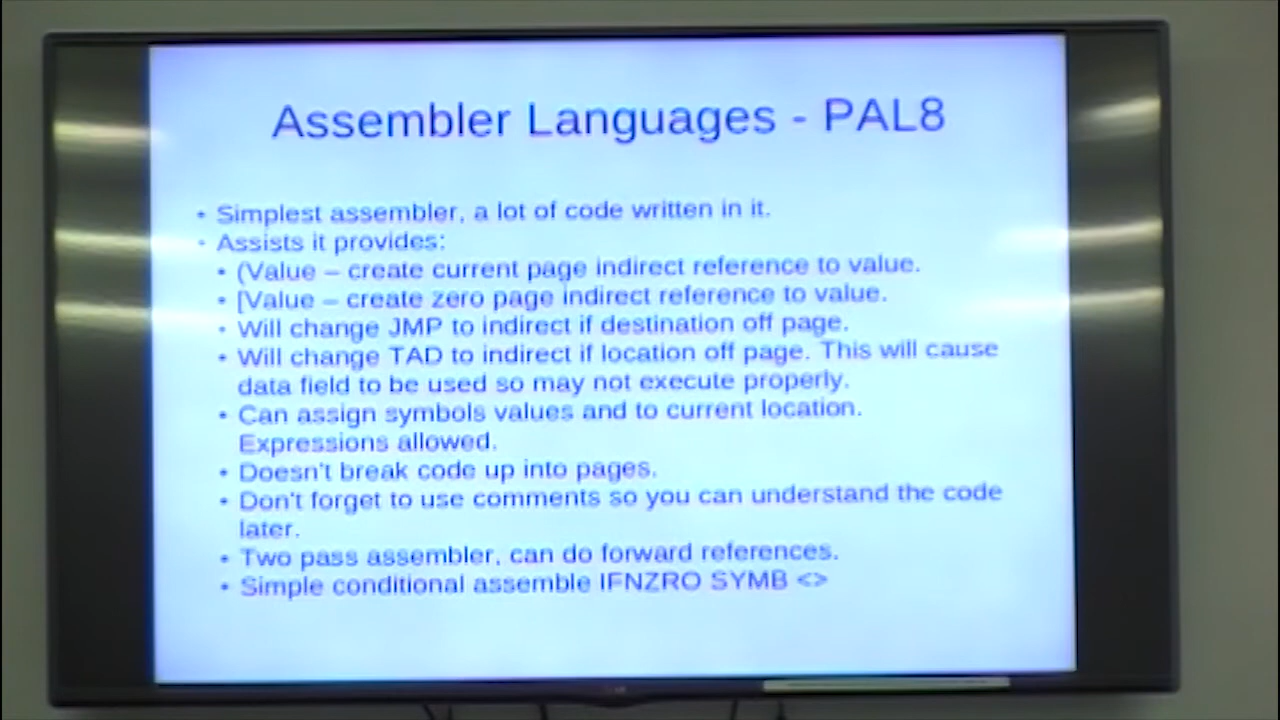 Assembler Languages - PAL8
• Simplest assembler, a lot of code written in it.
• Assists it provides:
• (Value – create current page indirect reference to value.
• [Value – create zero page indirect reference to value.
• Will change JMP to indirect if destination off page.
• Will change TAD to indirect if location off page. This will cause
data field to be used so may not execute properly.
• Can assign symbols values and to current location.
Expressions allowed.
• Doesn't break code up into pages.
• Don't forget to use comments so you can understand the code
later.
• Two pass assembler, can do forward references.
• Simple conditional assemble IFNZRO SYMB <>